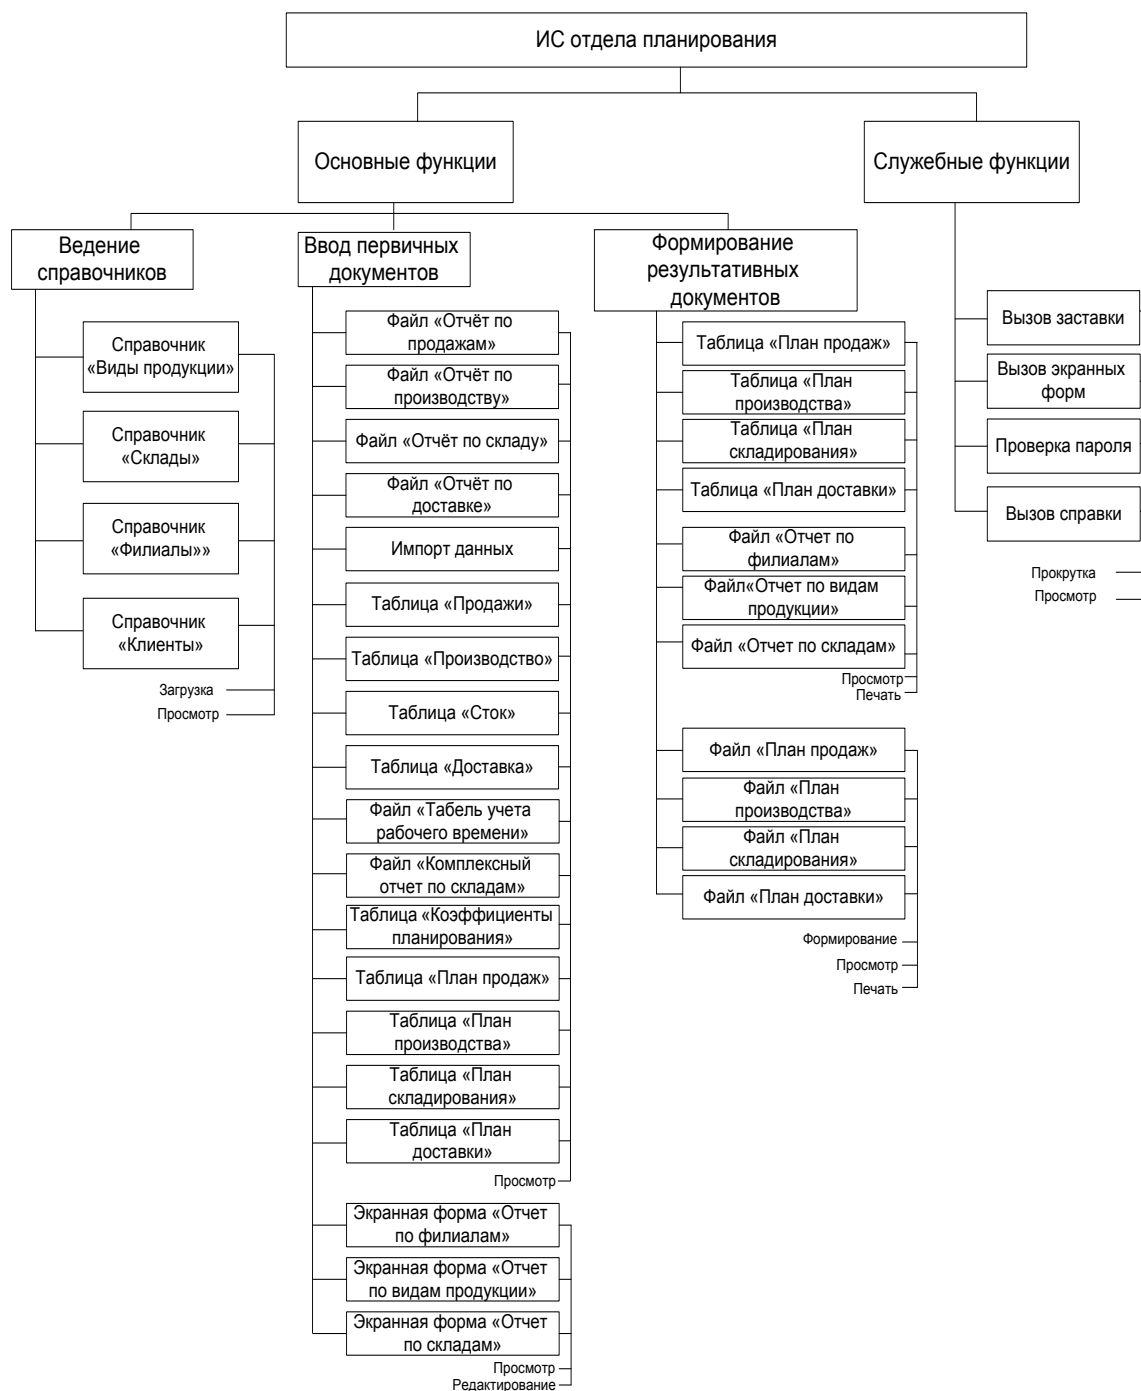 ИС отдела планирования
Основные функции
Служебные функции
Ведение
справочников
Справочник
«Виды продукции»
Справочник
«Склады»
Справочник
«Филиалы»»
Справочник
«Клиенты»
Загрузка
Просмотр
Ввод первичных
документов
Файл «Отчёт по
продажам»
Файл «Отчёт по
производству»
Файл «Отчёт по складу»
Файл «Отчёт по
доставке»
Импорт данных
Таблица «Продажи»
Таблица «Производство»
Таблица «Сток»
Таблица «Доставка»
Файл «Табель учета
рабочего времени»
Файл «Комплексный
отчет по складам»
Таблица «Коэффициенты
планирования»
Таблица «План продаж»
Таблица «План
производства»
Таблица «План
складирования»
Таблица «План
доставки»
Просмотр
Экранная форма «Отчет
по филиалам»
Экранная форма «Отчет
по видам продукции»
Экранная форма «Отчет
по складам»
Просмотр
Редактирование
Формирование
результативных
документов
Таблица «План продаж»
Таблица «План
производства»
Таблица «План
складирования»
Таблица «План доставки»
Файл «Отчет по
филиалам»
Файл«Отчет по видам
продукции»
Файл «Отчет по складам»
Просмотр
Печать
Файл «План продаж»
Файл «План
производства»
Файл «План
складирования»
Файл «План доставки»
Формирование
Просмотр
Печать
Вызов заставки
Вызов экранных
форм
Проверка пароля
Вызов справки
Прокрутка
Просмотр